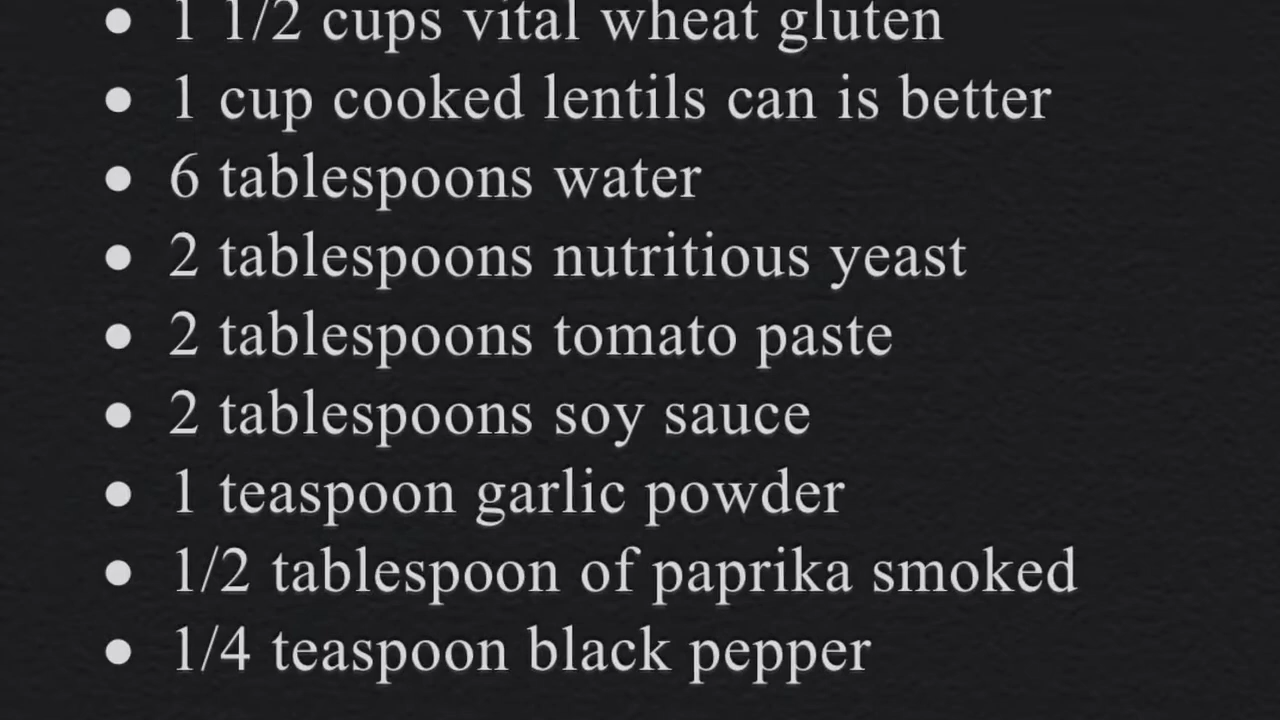 ● 1 1/2 cups vital wheat gluten
● 1 cup cooked lentils can is better
● 6 tablespoons water
● 2 tablespoons nutritious yeast
● 2 tablespoons tomato paste
● 2 tablespoons soy sauce
● 1 teaspoon garlic powder
● 1/2 tablespoon of paprika smoked
● 1/4 teaspoon black pepper